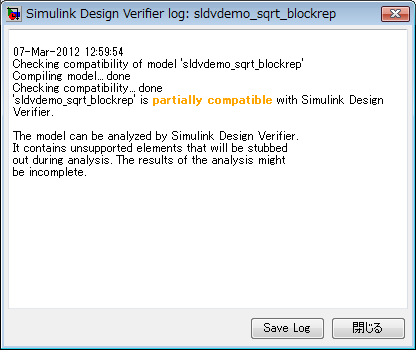 Simulink Design Verifier log: sldvdemo_sqrt_blockrep
07-Mar-2012 12:59:54
Checking compatibility of model 'sldvdemo_sqrt_blockrep'
Compiling model... done
Checking compatibility... done
'sldvdemo_sqrt_blockrep' is partially compatible with Simulink Design
Verifier.
The model can be analyzed by Simulink Design Verifier.
It contains unsupported elements that will be stubbed
out during analysis. The results of the analysis might
be incomplete.
Save Log 閉じる